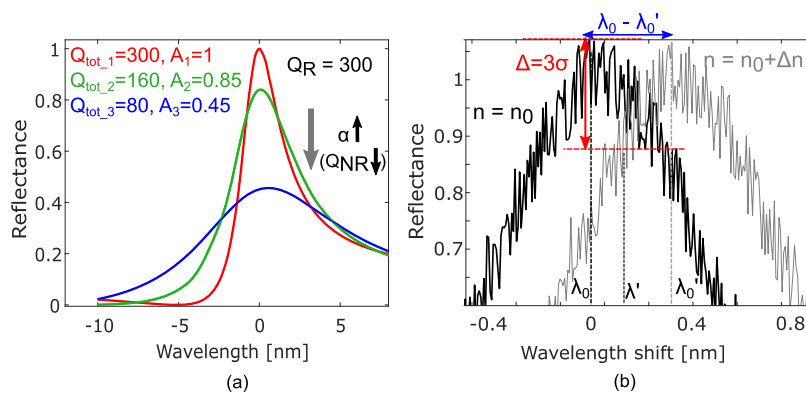 Q_tot_1=300, A_1=1
Q_tot_2=160, A_2=0.85
Q_tot_3=80, A_3=0.45
Q_R = 300
α
(Q_NR)
Reflectance
1
0.8
0.6
0.4
0.2
0
-10
-5
0
5
Wavelength [nm]
(a)
λ_0 - λ_0'
Δ=3σ
n = n_0
n = n_0+Δn
Reflectance
1
0.9
0.8
0.7
λ_0
λ'
λ_0'
-0.4
0
0.4
0.8
Wavelength shift [nm]
(b)